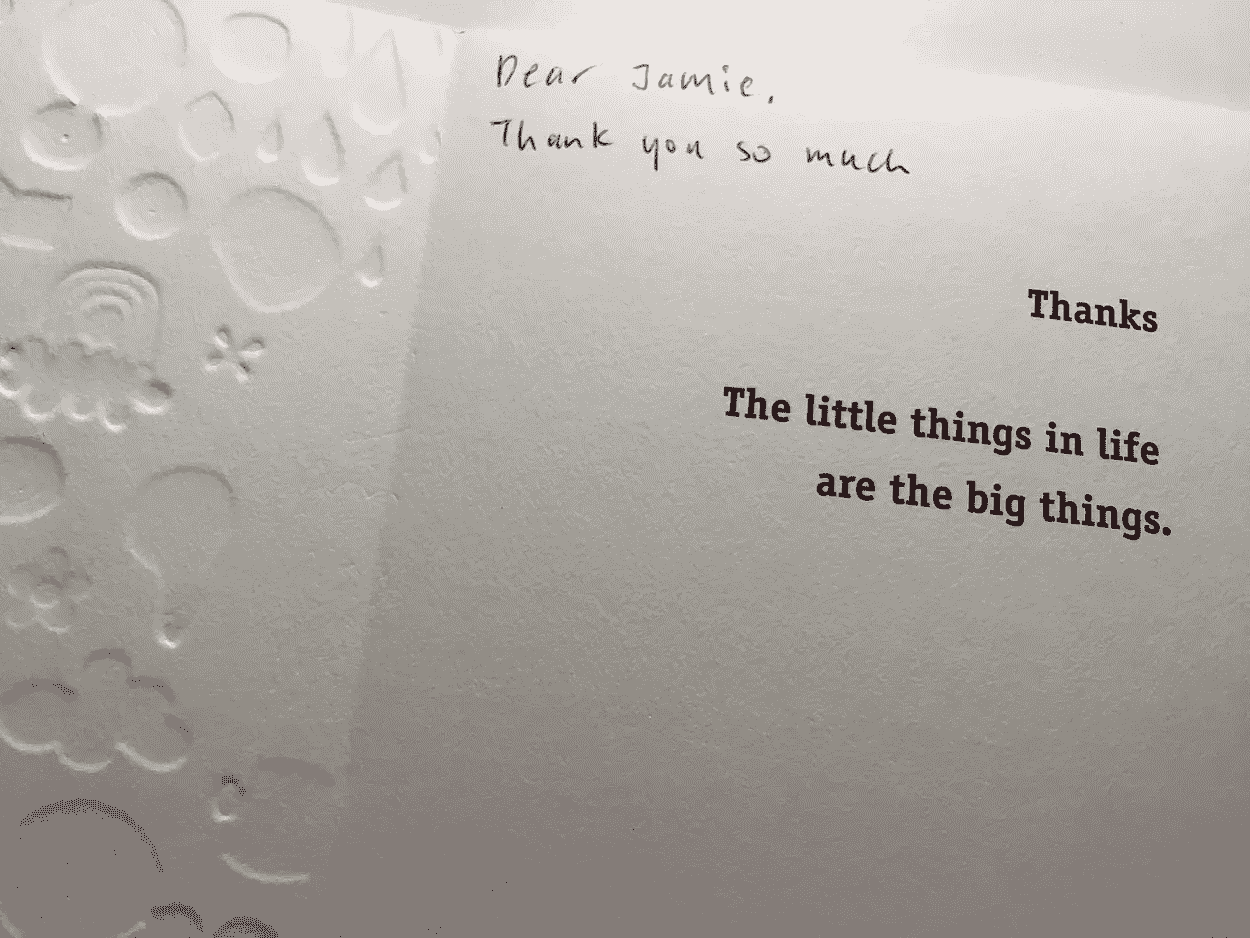 Dear Jamie,
Thank you so much
Thanks
The little things in life
are the big things.